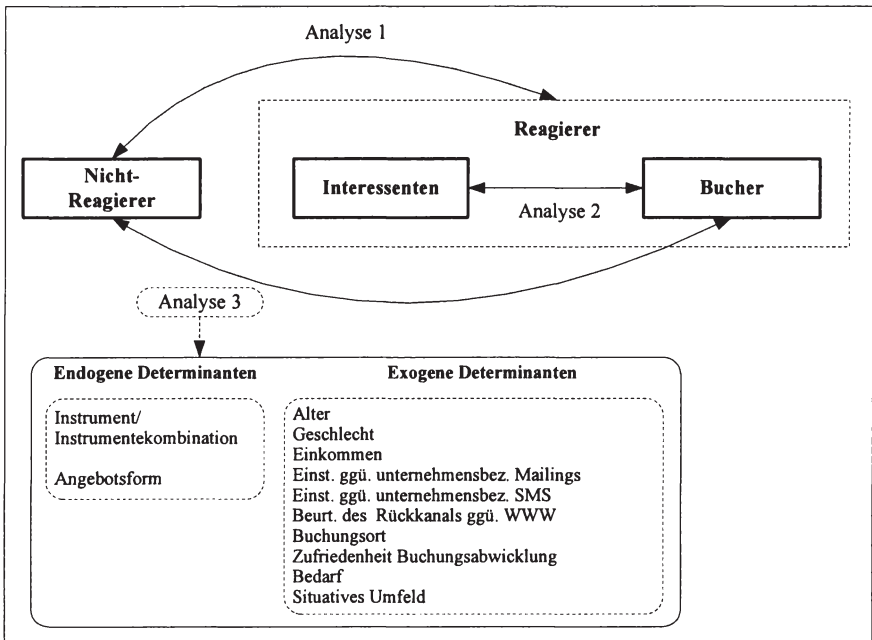 Analyse 1
Reagierer
Nicht-
Reagierer
Interessenten
Bucher
Analyse 2
Analyse 3
Endogene Determinanten
Instrument/
Instrumentekombination
Angebotsform
Exogene Determinanten
Alter
Geschlecht
Einkommen
Einst. ggü. unternehmensbez. Mailings
Einst. ggü. unternehmensbez. SMS
Beurt. des Rückkanals ggü. WWW
Buchungsort
Zufriedenheit Buchungsabwicklung
Bedarf
Situatives Umfeld